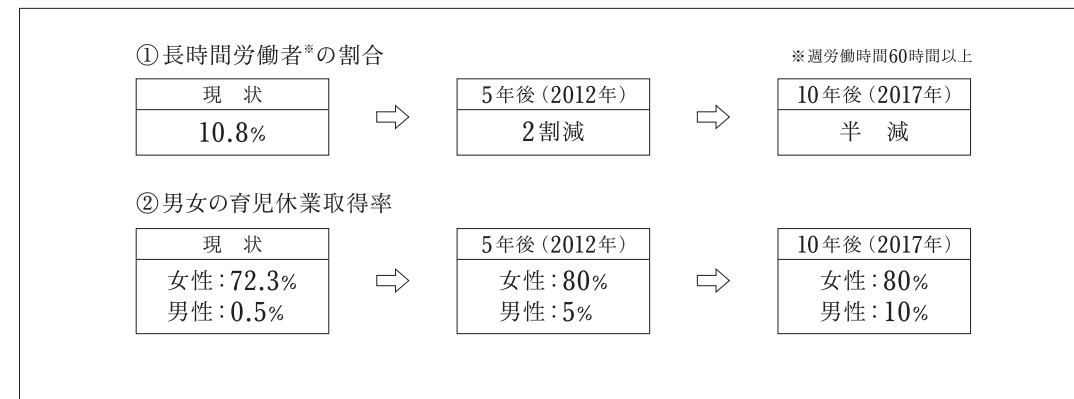 ①長時間労働者※の割合
※週労働時間60時間以上
現 状
10.8%
⇨
5年後(2012年)
2割減
⇨
10年後(2017年)
半 減
②男女の育児休業取得率
現 状
女性:72.3%
男性:0.5%
⇨
5年後(2012年)
女性:80%
男性:5%
⇨
10年後(2017年)
女性:80%
男性:10%